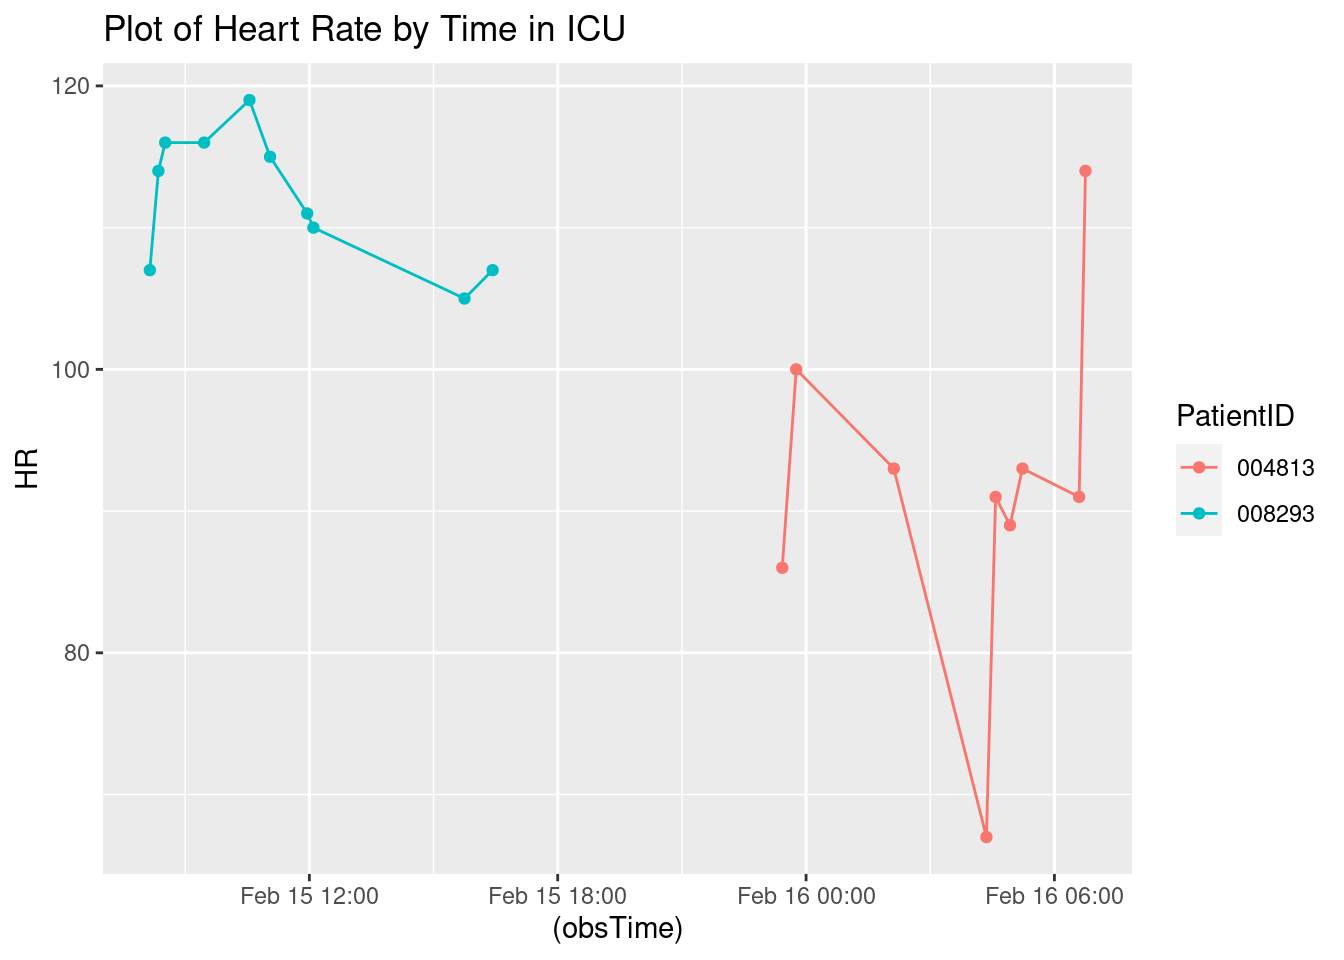 Plot of Heart Rate by Time in ICU
120
100
80
HR
Feb 15 12:00
Feb 15 18:00
Feb 16 00:00
Feb 16 06:00
(obsTime)
PatientID
004813
008293